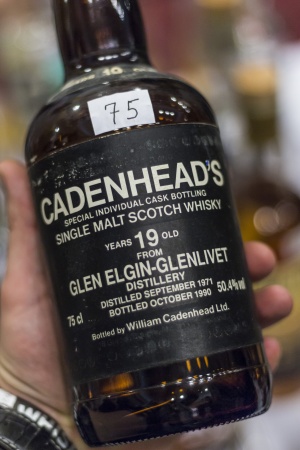 75
CADENHEAD'S
SPECIAL INDIVIDUAL CASK BOTTLING
SINGLE MALT SCOTCH WHISKY
YEARS 19 OLD
FROM
GLEN ELGIN-GLENLIVET
DISTILLERY
DISTILLED SEPTEMBER 1971
75 cl BOTTLED OCTOBER 1990 50.4% vol
Bottled by William Cadenhead Ltd.